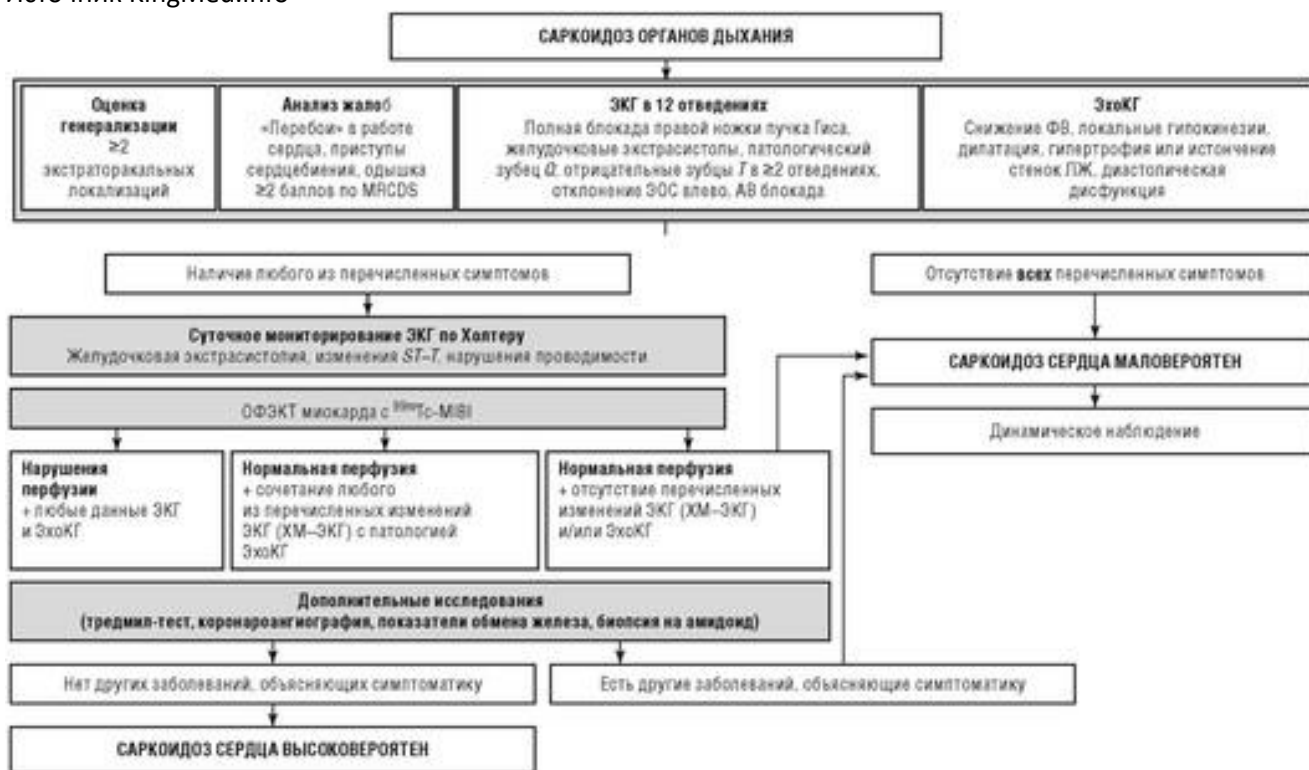 Источник KingMed.info
САРКОИДОЗ ОРГАНОВ ДЫХАНИЯ
Оценка
генерализации
≥2
экстраторакальных
локализаций
Анализ жалоб
«Перебои» в работе
сердца, приступы
сердцебиения, одышка
≥2 баллов по MRCDS
ЭКГ в 12 отведениях
Полная блокада правой ножки пучка Гиса,
желудочковые экстрасистолы, патологический
зубец Q, отрицательные зубцы T в ≥2 отведениях,
отклонение ЭОС влево, АВ блокада
ЭхоКГ
Снижение ФВ, локальные гипокинезии,
дилатация, гипертрофия или истончение
стенок ЛЖ, диастолическая
дисфункция
Наличие любого из перечисленных симптомов
Отсутствие всех перечисленных симптомов
Суточное мониторирование ЭКГ по Холтеру
Желудочковая экстрасистолия, изменения ST–T, нарушения проводимости
САРКОИДОЗ СЕРДЦА МАЛОВЕРОЯТЕН
ОФЭКТ миокарда с 99mTc-MIBI
Динамическое наблюдение
Нарушения
перфузии
+ любые данные ЭКГ
и ЭхоКГ
Нормальная перфузия
+ сочетание любого
из перечисленных изменений
ЭКГ (ХМ–ЭКГ) с патологией
ЭхоКГ
Нормальная перфузия
+ отсутствие перечисленных
изменений ЭКГ (ХМ–ЭКГ)
и/или ЭхоКГ
Дополнительные исследования
(тредмил-тест, коронароангиография, показатели обмена железа, биопсия на амидоид)
Нет других заболеваний, объясняющих симптоматику
Есть другие заболеваний, объясняющие симптоматику
САРКОИДОЗ СЕРДЦА ВЫСОКОВЕРОЯТЕН